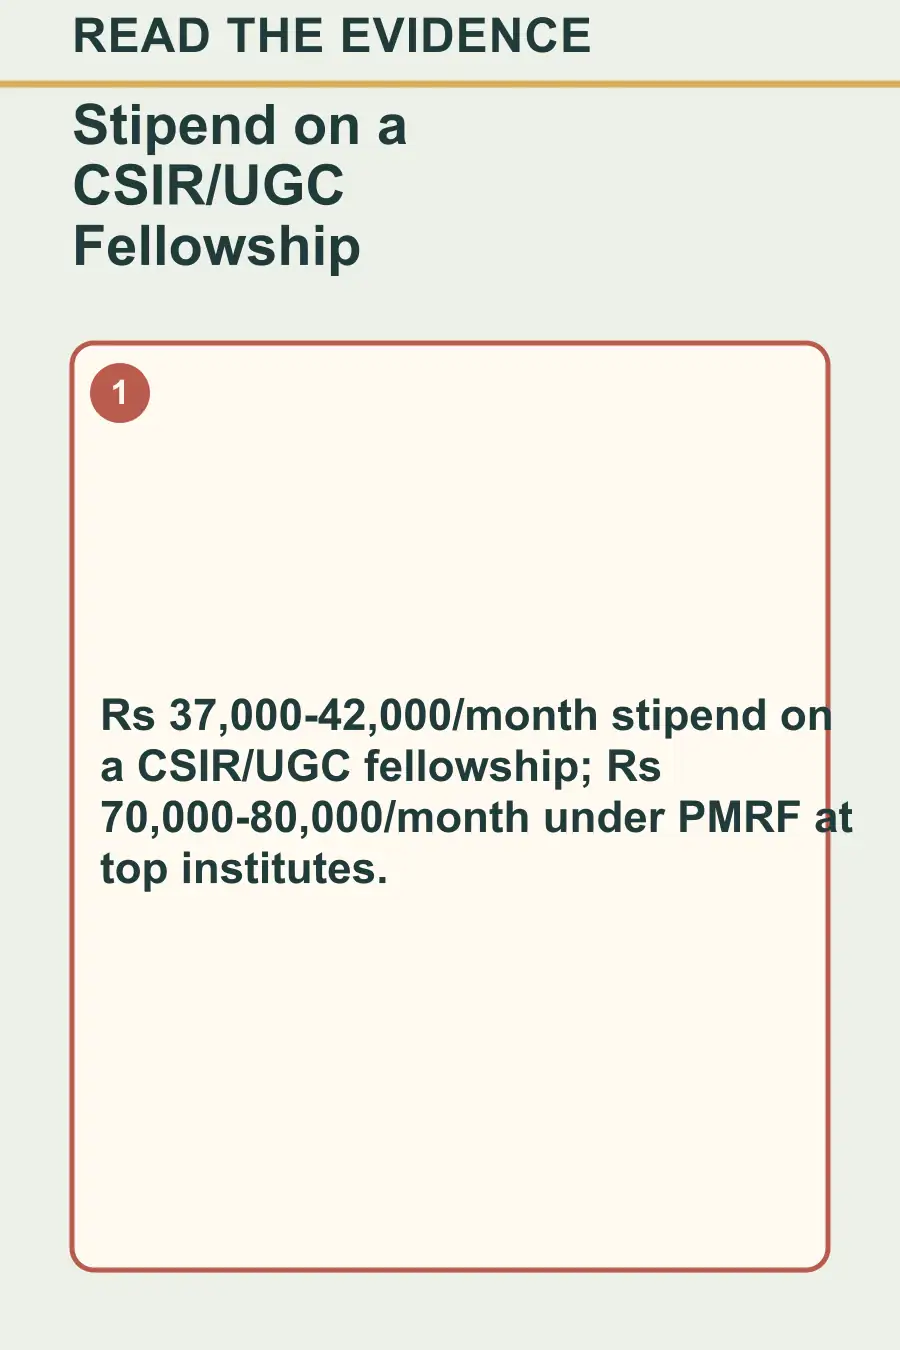 READ THE EVIDENCE
Stipend on a
CSIR/UGC
Fellowship
1
Rs 37,000-42,000/month stipend on
a CSIR/UGC fellowship; Rs
70,000-80,000/month under PMRF at
top institutes.